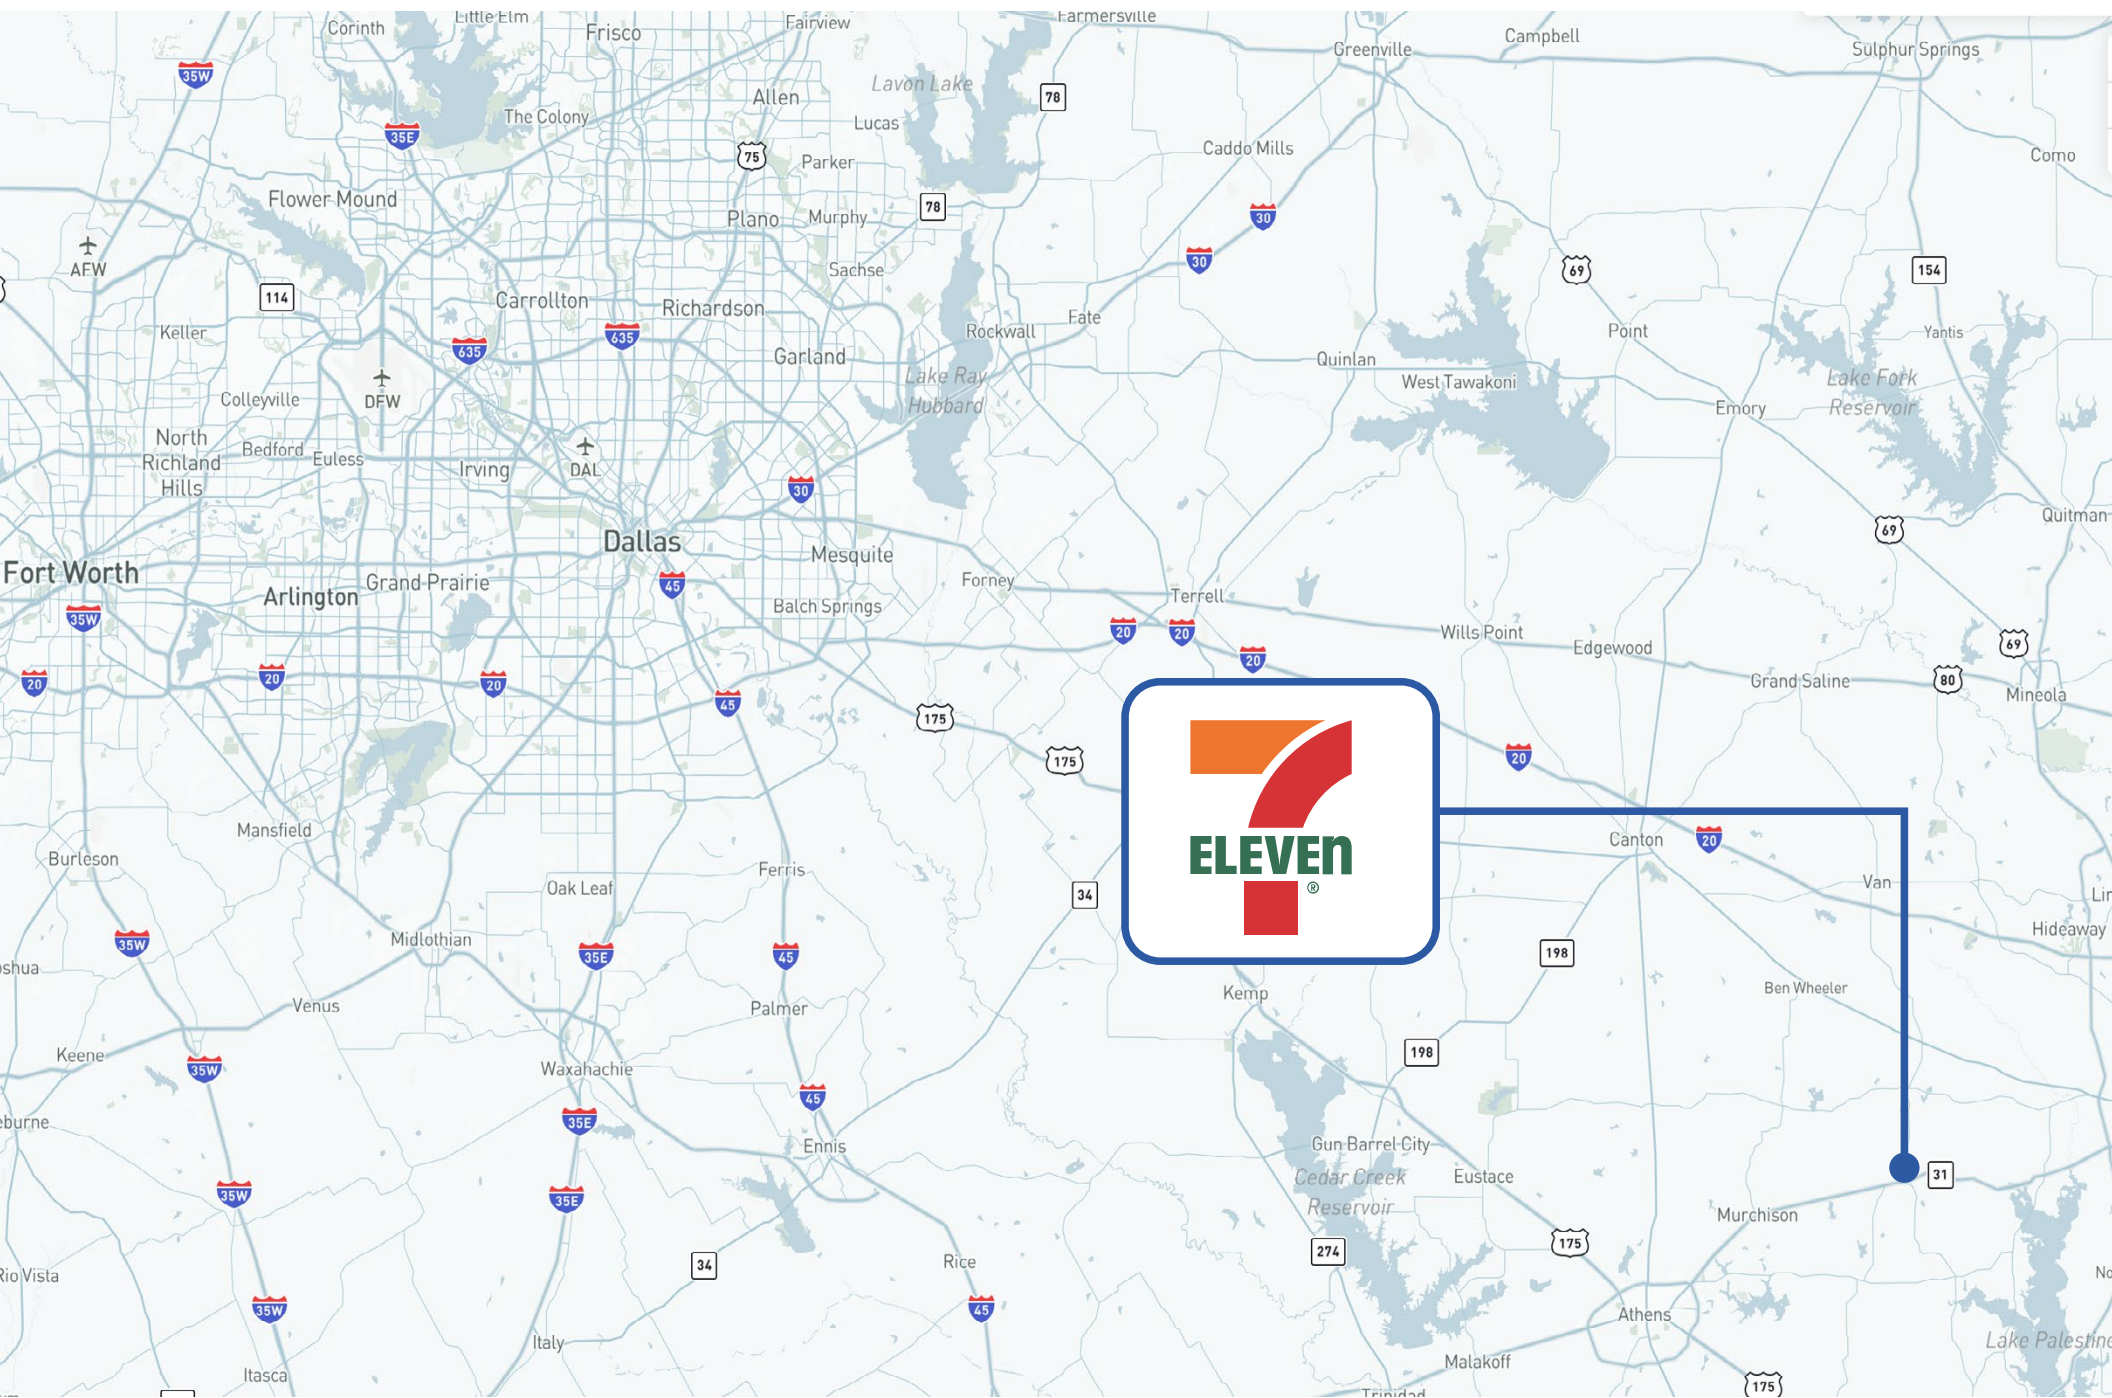 Corinth
Little Elm
Frisco
Fairview
Farmersville
Greenville
Campbell
Sulphur Springs
35W
35E
The Colony
Allen
Lavon Lake
78
Lucas
75
Parker
Caddo Mills
Como
Flower Mound
Plano
Murphy
78
30
AFW
114
Sachse
30
69
154
Keller
Carrollton
Richardson
635
635
Garland
Rockwall
Fate
Quinlan
Point
Yantis
DFW
Colleyville
Lake Ray
Hubbard
West Tawakoni
Emory
Lake Fork
Reservoir
North
Richland
Hills
Bedford
Euless
Irving
DAL
30
69
Quitman
Dallas
Mesquite
Fort Worth
Arlington
Grand Prairie
45
Forney
Terrell
35W
Balch Springs
20
20
20
Wills Point
Edgewood
69
20
20
20
45
175
Grand Saline
80
Mineola
175
20
7
ELEVEn
®
Mansfield
Burleson
Ferris
Oak Leaf
34
Canton
20
Van
35W
Midlothian
35E
45
198
Hideaway
Venus
Palmer
Kemp
Ben Wheeler
Keene
35W
Waxahachie
45
198
35E
Ennis
Gun Barrel City
Cedar Creek
Reservoir
Eustace
31
35W
35E
Murchison
34
Rice
274
175
Rio Vista
35W
45
Italy
Athens
Lake Palestine
Itasca
Malakoff
Trinidad
175